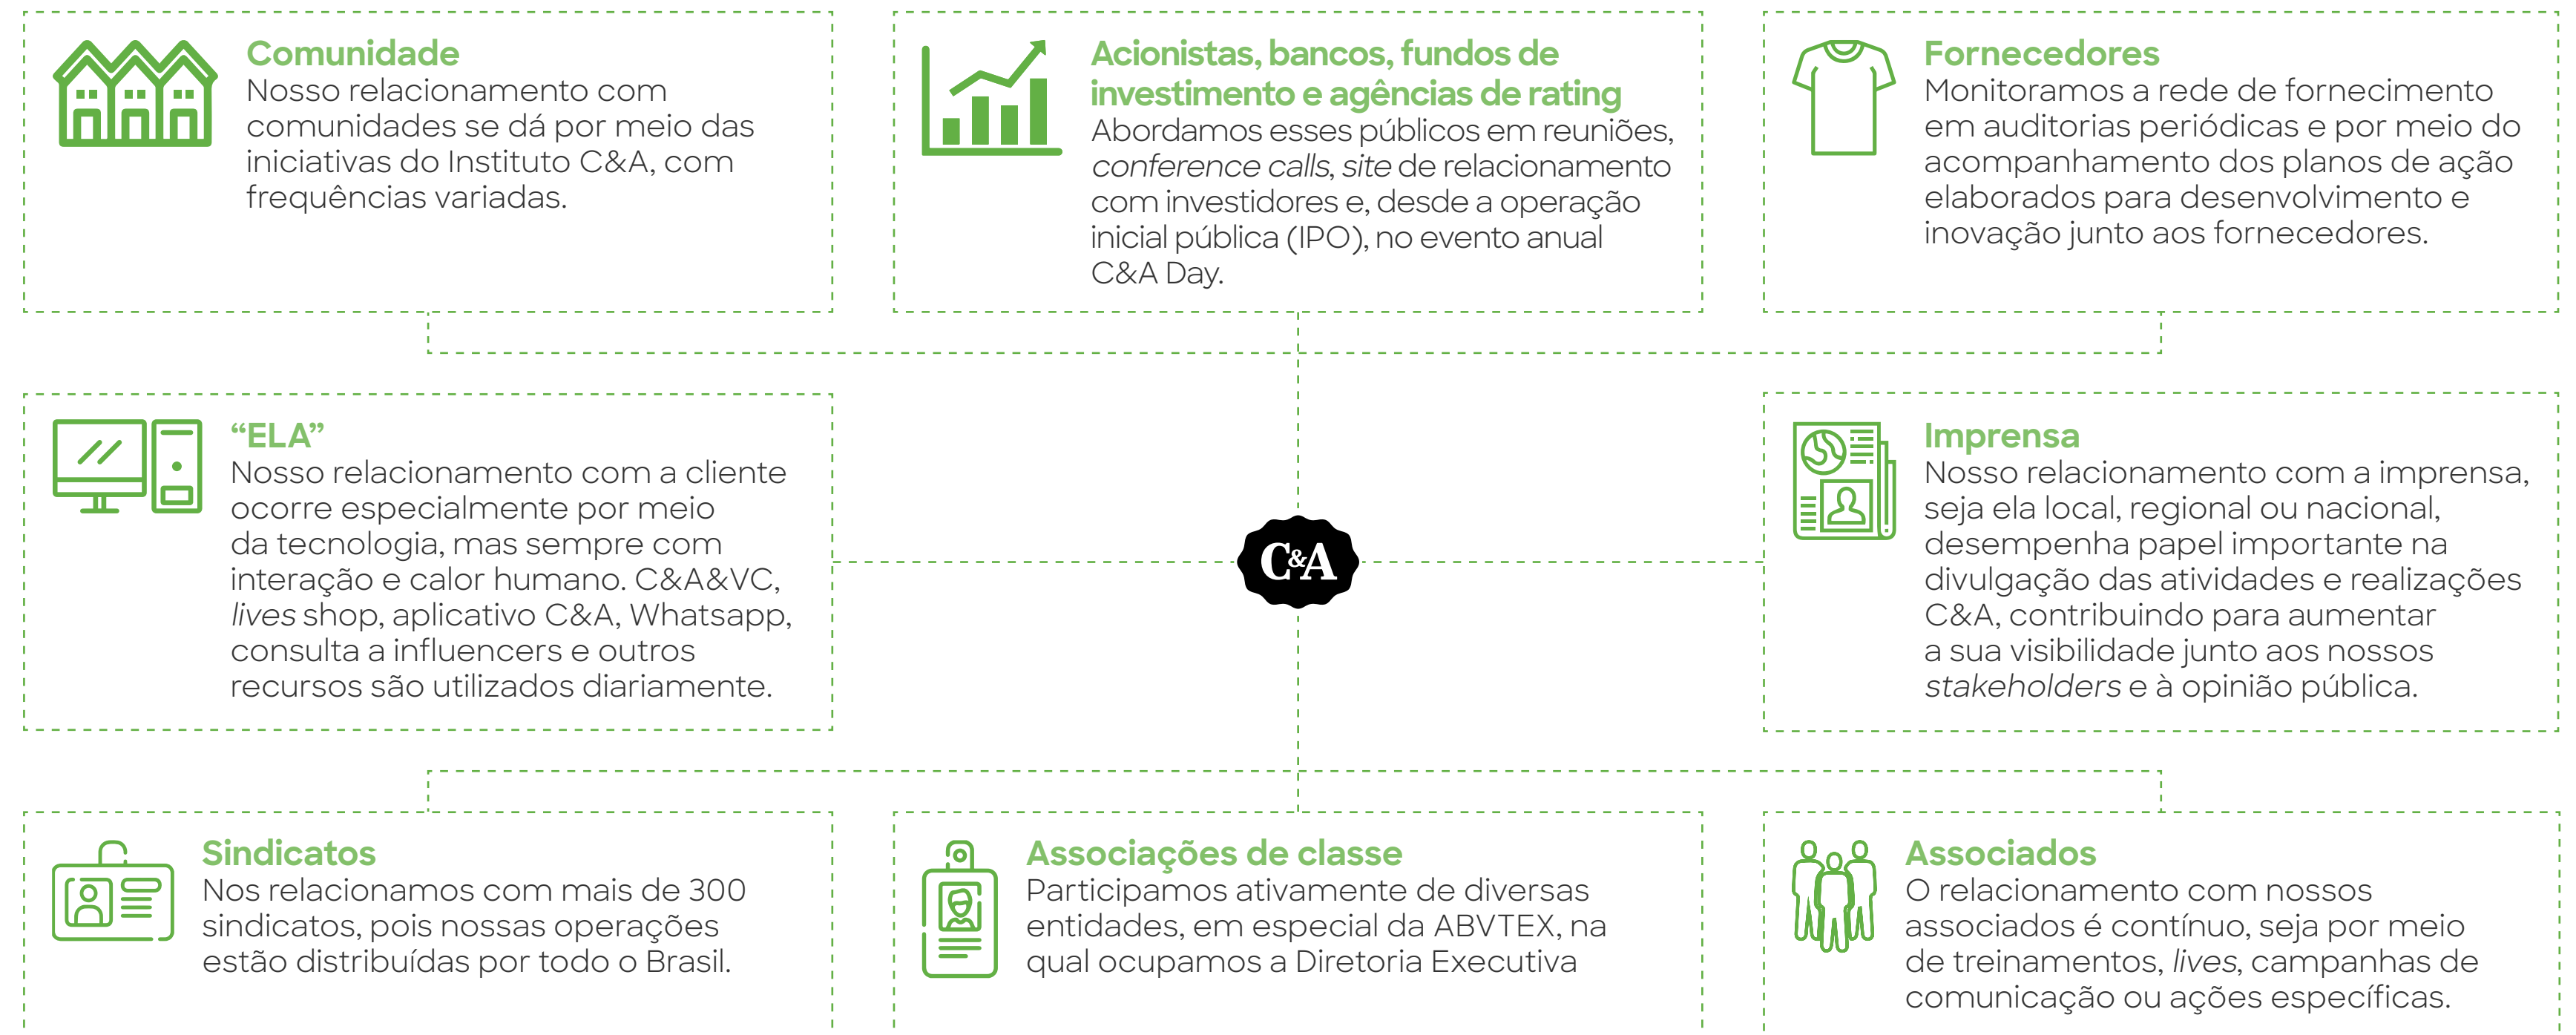 Comunidade
Nosso relacionamento com
comunidades se dá por meio das
iniciativas do Instituto C&A, com
frequências variadas.
Acionistas, bancos, fundos de
investimento e agências de rating
Abordamos esses públicos em reuniões,
conference calls, site de relacionamento
com investidores e, desde a operação
inicial pública (IPO), no evento anual
C&A Day.
Fornecedores
Monitoramos a rede de fornecimento
em auditorias periódicas e por meio do
acompanhamento dos planos de ação
elaborados para desenvolvimento e
inovação junto aos fornecedores.
“ELA”
Nosso relacionamento com a cliente
ocorre especialmente por meio
da tecnologia, mas sempre com
interação e calor humano. C&A&VC,
lives shop, aplicativo C&A, Whatsapp,
consulta a influencers e outros
recursos são utilizados diariamente.
C&A
Imprensa
Nosso relacionamento com a imprensa,
seja ela local, regional ou nacional,
desempenha papel importante na
divulgação das atividades e realizações
C&A, contribuindo para aumentar
a sua visibilidade junto aos nossos
stakeholders e à opinião pública.
Sindicatos
Nos relacionamos com mais de 300
sindicatos, pois nossas operações
estão distribuídas por todo o Brasil.
Associações de classe
Participamos ativamente de diversas
entidades, em especial da ABVTEX, na
qual ocupamos a Diretoria Executiva
Associados
O relacionamento com nossos
associados é contínuo, seja por meio
de treinamentos, lives, campanhas de
comunicação ou ações específicas.